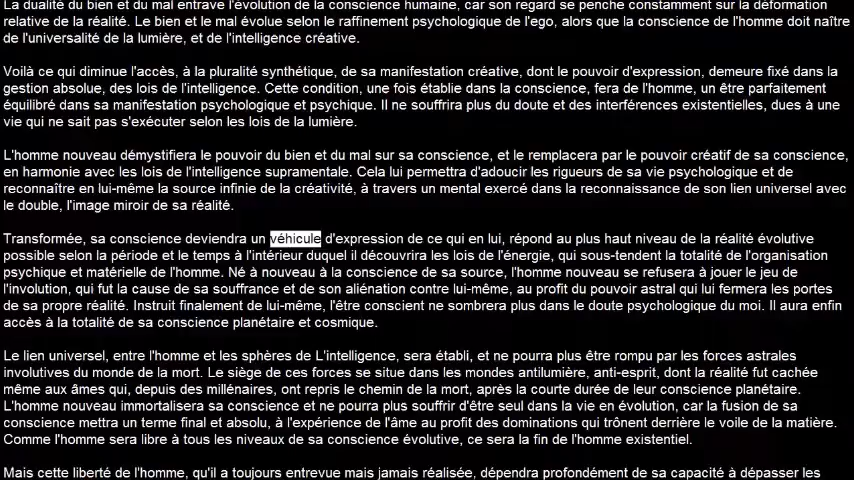 La dualité du bien et du mal entrave l'évolution de la conscience humaine, car son regard se penche constamment sur la déformation
relative de la réalité. Le bien et le mal évolue selon le raffinement psychologique de l'ego, alors que la conscience de l'homme doit naître
de l'universalité de la lumière, et de l'intelligence créative.
Voilà ce qui diminue l'accès, à la pluralité synthétique, de sa manifestation créative, dont le pouvoir d'expression, demeure fixé dans la
gestion absolue, des lois de l'intelligence. Cette condition, une fois établie dans la conscience, fera de l'homme, un être parfaitement
équilibré dans sa manifestation psychologique et psychique. Il ne souffrira plus du doute et des interférences existentielles, dues à une
vie qui ne sait pas s'exécuter selon les lois de la lumière.
L'homme nouveau démystifiera le pouvoir du bien et du mal sur sa conscience, et le remplacera par le pouvoir créatif de sa conscience,
en harmonie avec les lois de l'intelligence supramentale. Cela lui permettra d'adoucir les rigueurs de sa vie psychologique et de
reconnaître en lui-même la source infinie de la créativité, à travers un mental exercé dans la reconnaissance de son lien universel avec
le double, l'image miroir de sa réalité.
Transformée, sa conscience deviendra un véhicule d'expression de ce qui en lui, répond au plus haut niveau de la réalité évolutive
possible selon la période et le temps à l'intérieur duquel il découvrira les lois de l'énergie, qui sous-tendent la totalité de l'organisation
psychique et matérielle de l'homme. Né à nouveau à la conscience de sa source, l'homme nouveau se refusera à jouer le jeu de
l'involution, qui fut la cause de sa souffrance et de son aliénation contre lui-même, au profit du pouvoir astral qui lui fermera les portes
de sa propre réalité. Instruit finalement de lui-même, l'être conscient ne sombrera plus dans le doute psychologique du moi. Il aura enfin
accès à la totalité de sa conscience planétaire et cosmique.
Le lien universel, entre l'homme et les sphères de L'intelligence, sera établi, et ne pourra plus être rompu par les forces astrales
involutives du monde de la mort. Le siège de ces forces se situe dans les mondes antilumière, anti-esprit, dont la réalité fut cachée
même aux âmes qui, depuis des millénaires, ont repris le chemin de la mort, après la courte durée de leur conscience planétaire.
L'homme nouveau immortalisera sa conscience et ne pourra plus souffrir d'être seul dans la vie en évolution, car la fusion de sa
conscience mettra un terme final et absolu, à l'expérience de l'âme au profit des dominations qui trônent derrière le voile de la matière.
Comme l'homme sera libre à tous les niveaux de sa conscience évolutive, ce sera la fin de l'homme existentiel.
Mais cette liberté de l'homme, qu'il a toujours entrevue mais jamais réalisée, dépendra profondément de sa capacité à dépasser les